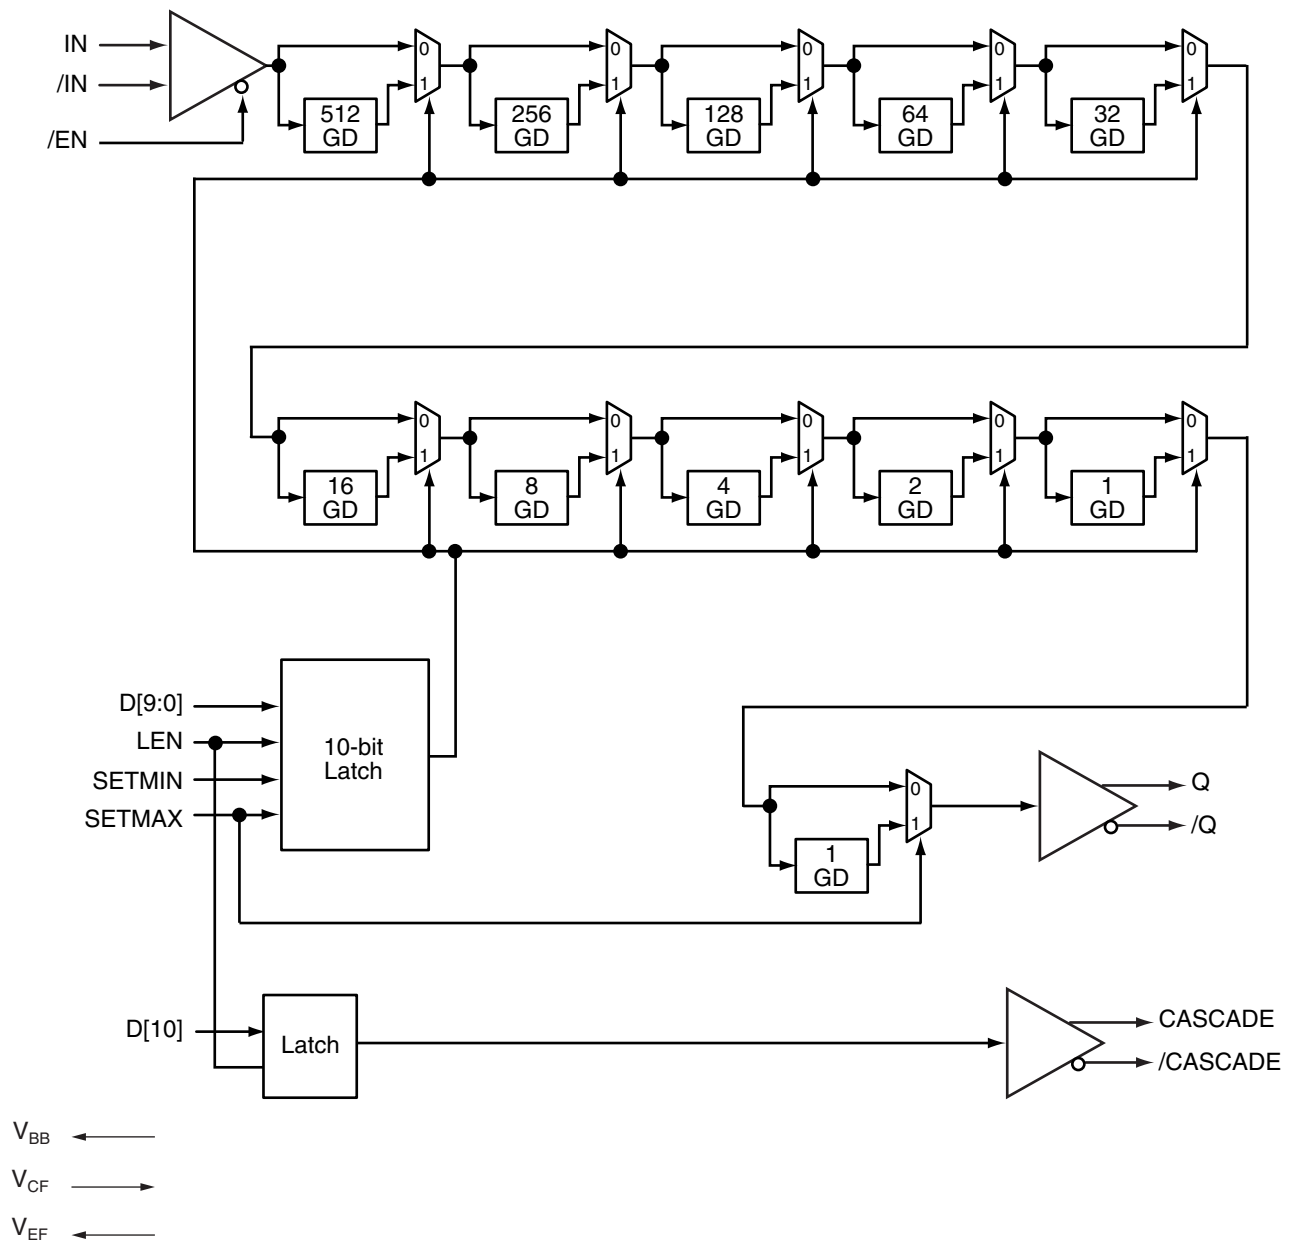 IN
/IN
/EN
0
1
512
GD
0
1
256
GD
0
1
128
GD
0
1
64
GD
0
1
32
GD
0
1
16
GD
0
1
8
GD
0
1
4
GD
0
1
2
GD
0
1
1
GD
D[9:0]
LEN
SETMIN
SETMAX
10-bit
Latch
0
1
1
GD
Q
/Q
D[10]
Latch
CASCADE
/CASCADE
VBB
VCF
VEF